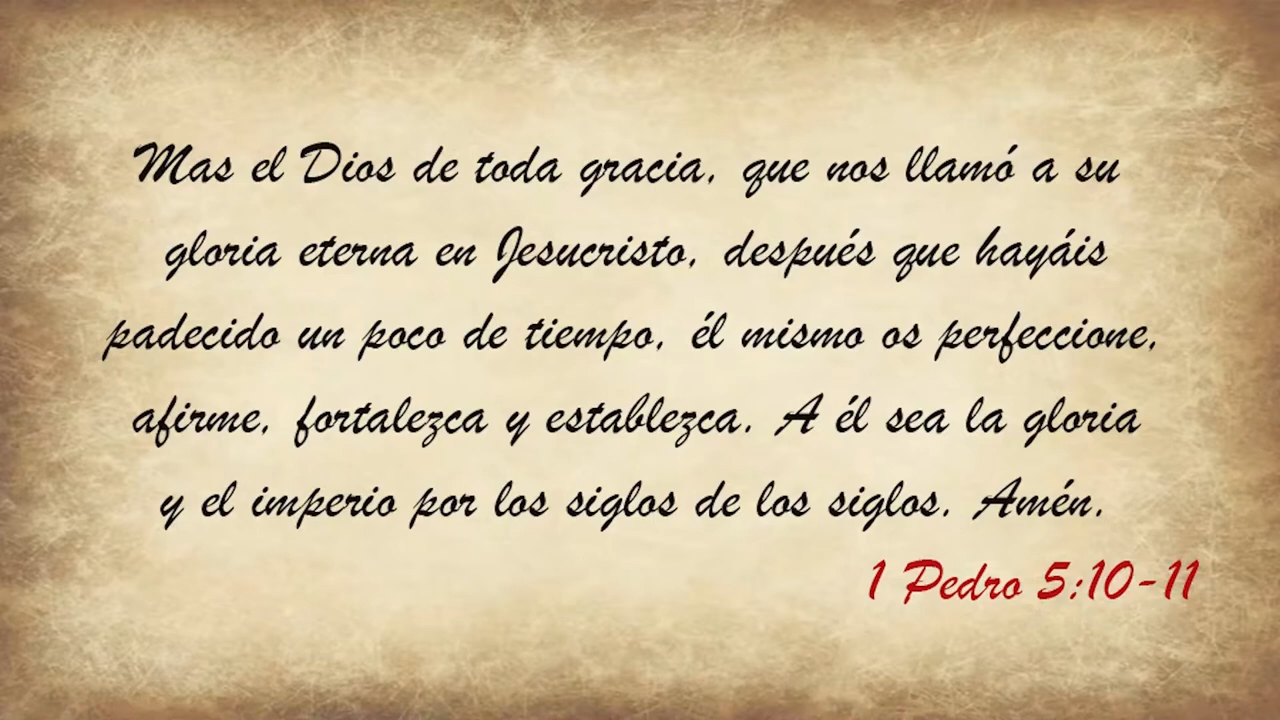 Mas el Dios de toda gracia, que nos llamó a su
gloria eterna en Jesucristo, después que hayáis
padecido un poco de tiempo, él mismo os perfeccione,
afirme, fortalezca y establezca. A él sea la gloria
y el imperio por los siglos de los siglos. Amén.
1 Pedro 5:10-11